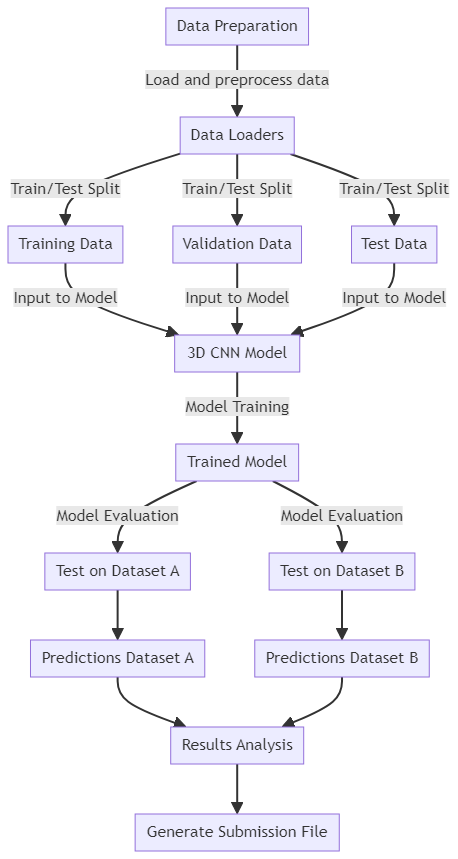 Data Preparation
Load and preprocess data
Data Loaders
Train/Test Split
Train/Test Split
Train/Test Split
Training Data
Validation Data
Test Data
Input to Model
Input to Model
Input to Model
3D CNN Model
Model Training
Trained Model
Model Evaluation
Model Evaluation
Test on Dataset A
Test on Dataset B
Predictions Dataset A
Predictions Dataset B
Results Analysis
Generate Submission File